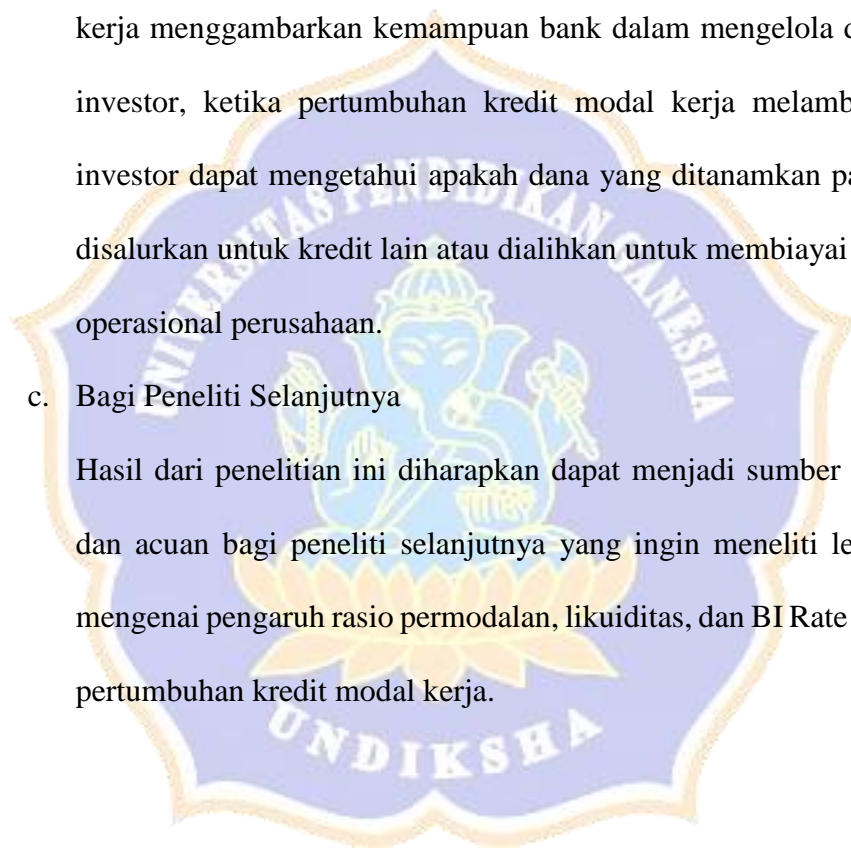 kerja menggambarkan kemampuan bank dalam mengelola
investor, ketika pertumbuhan kredit modal kerja
investor dapat mengetahui apakah dana yang ditanamkan
disalurkan untuk kredit lain atau dialihkan untuk membiayai
operasional perusahaan.
c. Bagi Peneliti Selanjutnya
Hasil dari penelitian ini diharapkan dapat menjadi sumber
dan acuan bagi peneliti selanjutnya yang ingin meneliti
mengenai pengaruh rasio permodalan, likuiditas, dan BI Rate
pertumbuhan kredit modal kerja.
UNIVERSITAS PENDIDIKAN GANESHA
UNDIKSHA